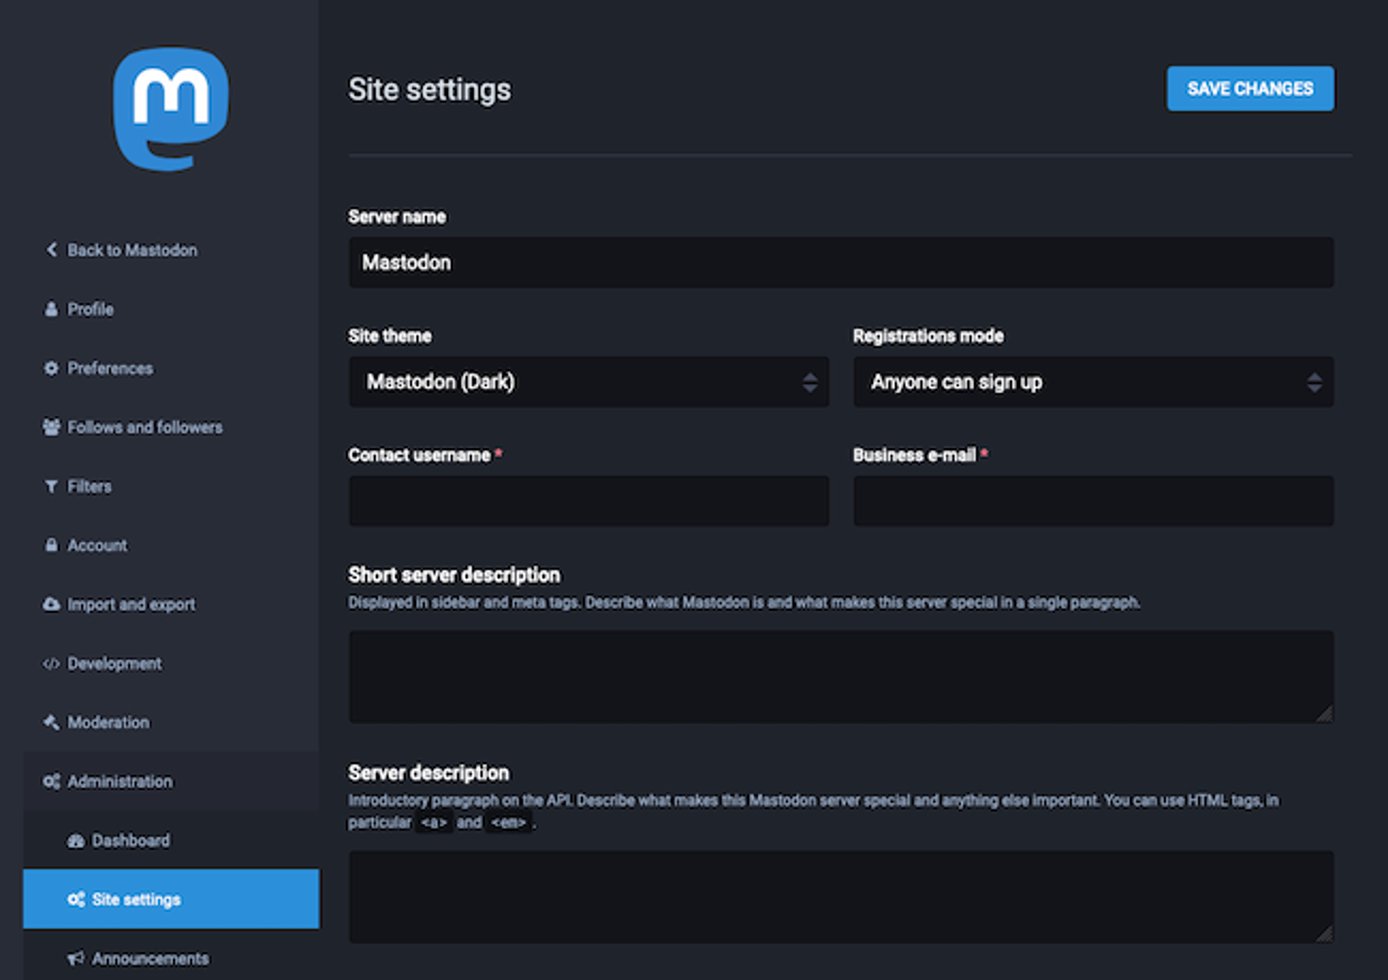 Back to Mastodon
Profile
Preferences
Follows and followers
Filters
Account
Import and export
Development
Moderation
Administration
Dashboard
Site settings
Announcements
Site settings
SAVE CHANGES
Server name
Mastodon
Site theme
Registrations mode
Mastodon (Dark)
Anyone can sign up
Contact username *
Business e-mail *
Short server description
Displayed in sidebar and meta tags. Describe what Mastodon is and what makes this server special in a single paragraph.
Server description
Introductory paragraph on the API. Describe what makes this Mastodon server special and anything else important. You can use HTML tags, in
particular <a> and <em> .